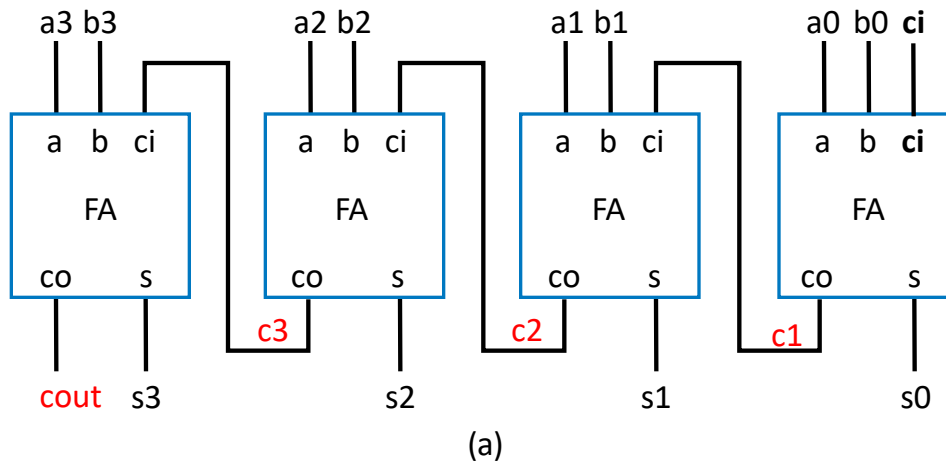 a3 b3 a2 b2 a1 b1 a0 b0 ci
a b ci a b ci a b ci a b ci
FA FA FA FA
co s co s co s co s
c3 c2 c1
cout s3 s2 s1 s0
(a)